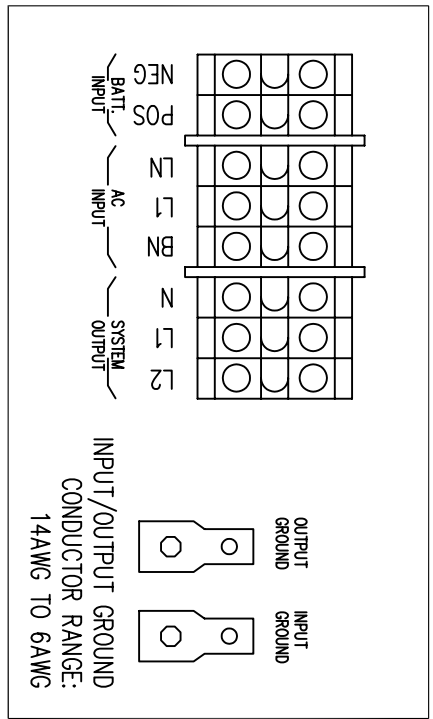 NEG
POS
LN
L1
BN
N
L1
L2
BATT.
INPUT
AC
INPUT
SYSTEM
OUTPUT
OUTPUT
GROUND
INPUT
GROUND
INPUT/OUTPUT GROUND
CONDUCTOR RANGE:
14AWG TO 6AWG